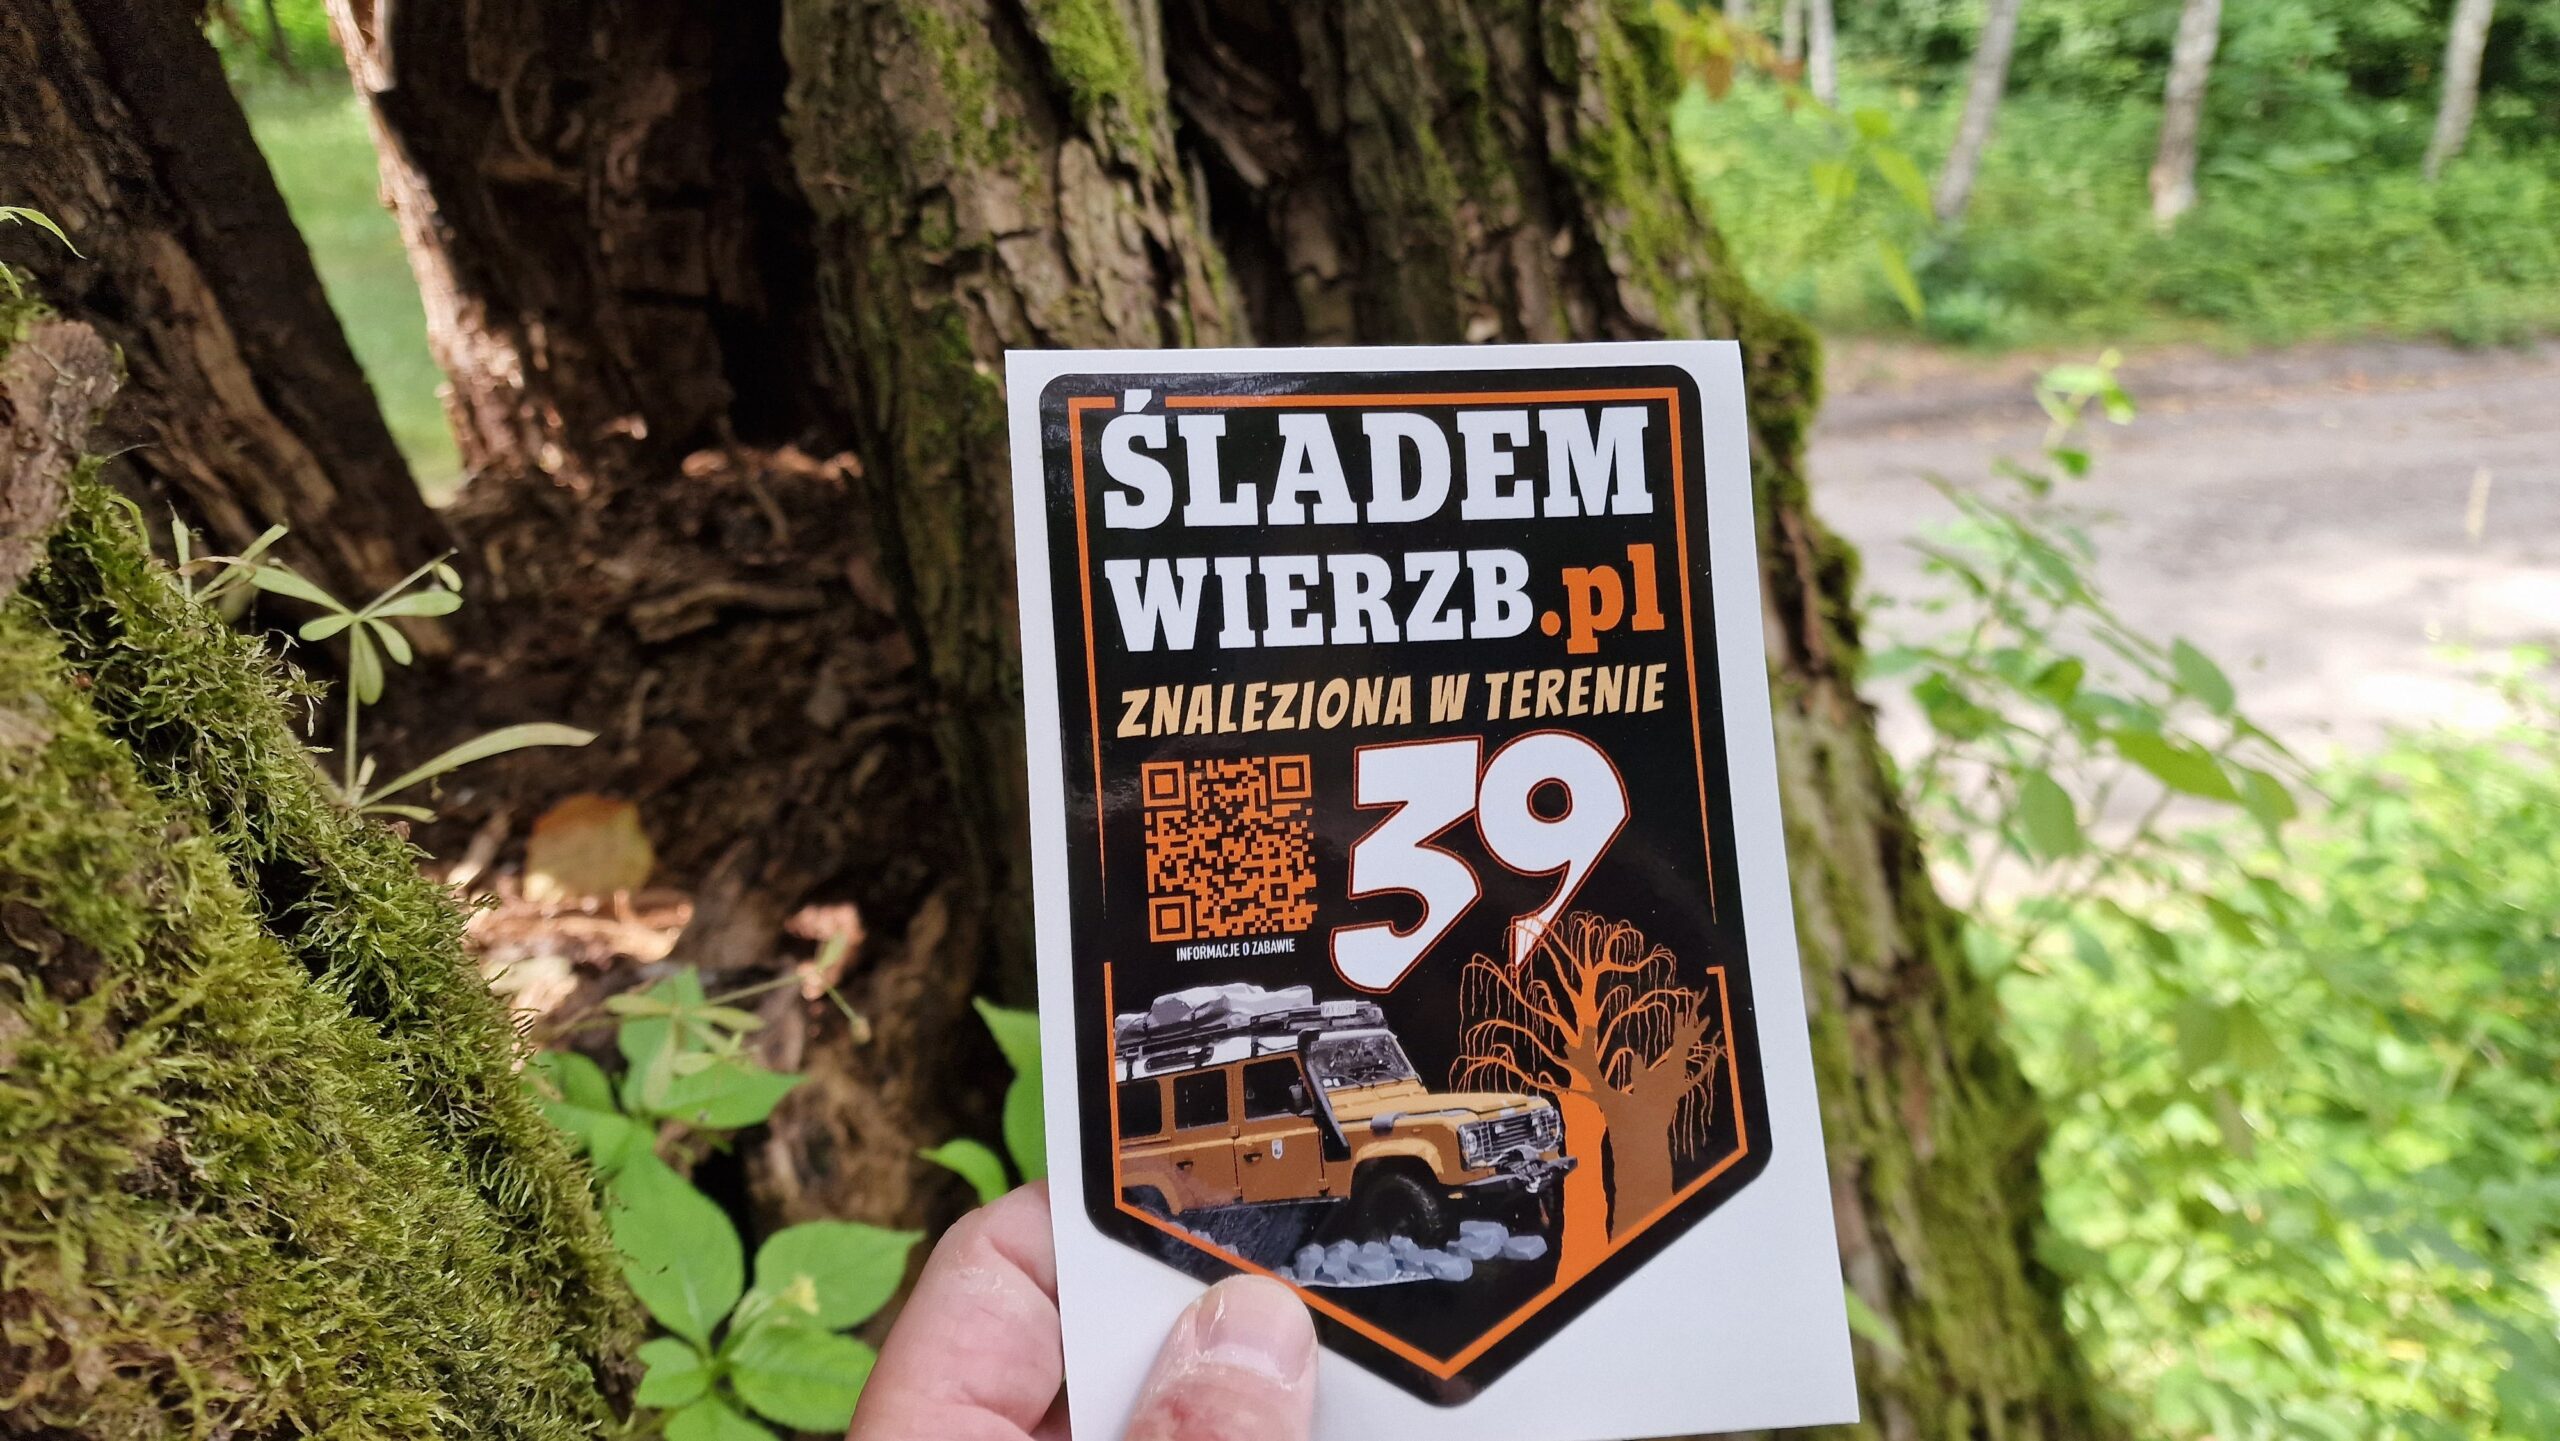 ŚLADEM
WIERZB.pl
ZNALEZIONA W TERENIE
39
INFORMACJE O ZABAWIE